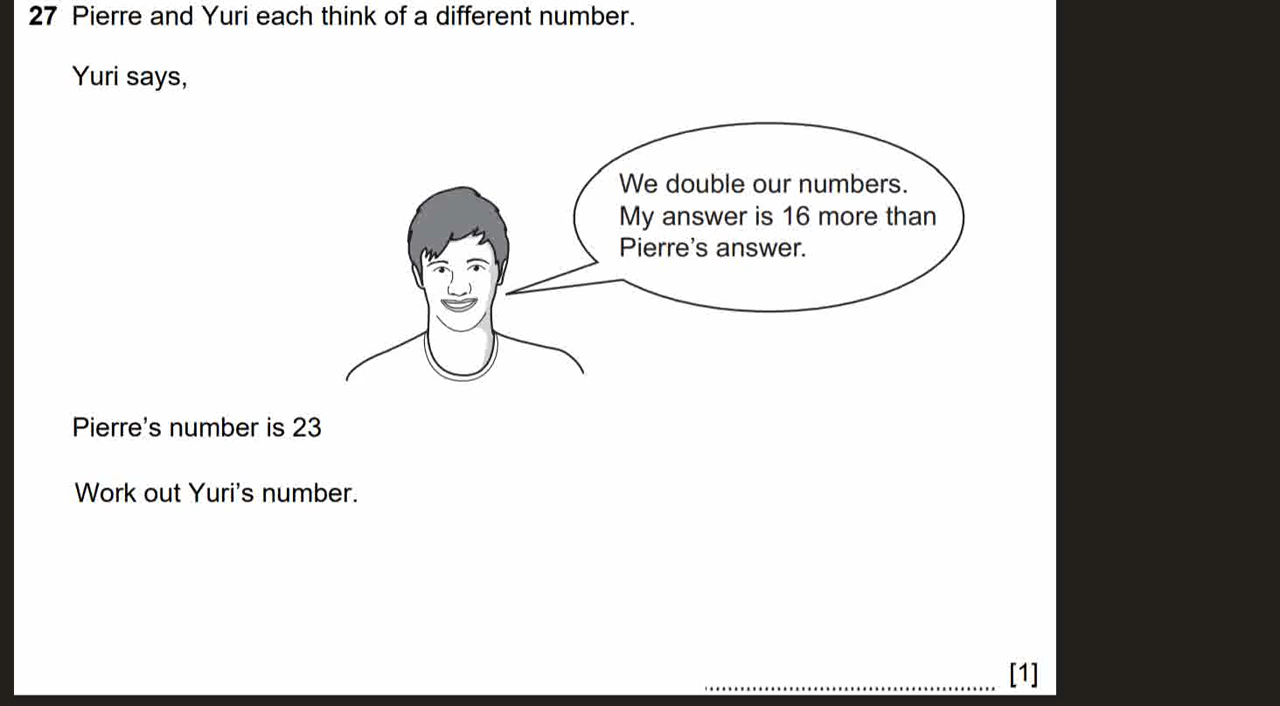 27 Pierre and Yuri each think of a different number.
Yuri says,
We double our numbers.
My answer is 16 more than
Pierre’s answer.
Pierre’s number is 23
Work out Yuri’s number.
[1]